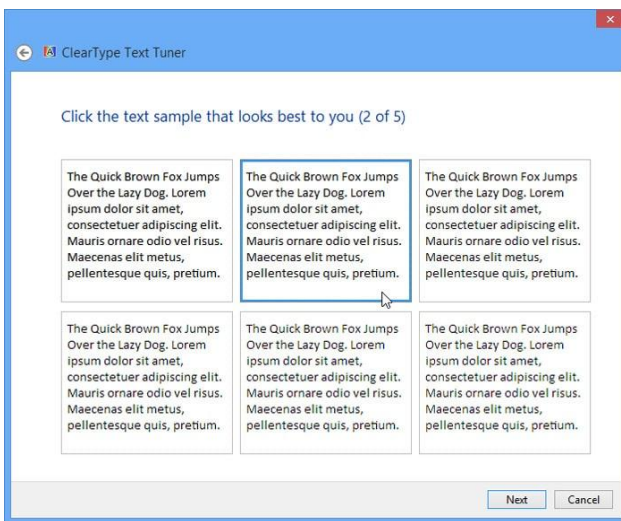 ClearType Text Tuner
Click the text sample that looks best to you (2 of 5)
The Quick Brown Fox Jumps
Over the Lazy Dog. Lorem
ipsum dolor sit amet,
consectetuer adipiscing elit.
Mauris ornare odio vel risus.
Maecenas elit metus,
pellentesque quis, pretium.
The Quick Brown Fox Jumps
Over the Lazy Dog. Lorem
ipsum dolor sit amet,
consectetuer adipiscing elit.
Mauris ornare odio vel risus.
Maecenas elit metus,
pellentesque quis, pretium.
The Quick Brown Fox Jumps
Over the Lazy Dog. Lorem
ipsum dolor sit amet,
consectetuer adipiscing elit.
Mauris ornare odio vel risus.
Maecenas elit metus,
pellentesque quis, pretium.
The Quick Brown Fox Jumps
Over the Lazy Dog. Lorem
ipsum dolor sit amet,
consectetuer adipiscing elit.
Mauris ornare odio vel risus.
Maecenas elit metus,
pellentesque quis, pretium.
The Quick Brown Fox Jumps
Over the Lazy Dog. Lorem
ipsum dolor sit amet,
consectetuer adipiscing elit.
Mauris ornare odio vel risus.
Maecenas elit metus,
pellentesque quis, pretium.
The Quick Brown Fox Jumps
Over the Lazy Dog. Lorem
ipsum dolor sit amet,
consectetuer adipiscing elit.
Mauris ornare odio vel risus.
Maecenas elit metus,
pellentesque quis, pretium.
Next
Cancel